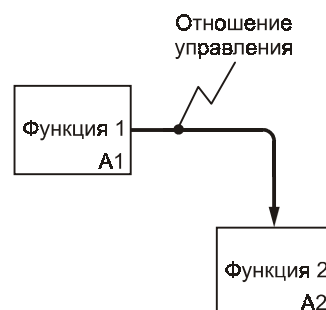 Отношение
управления
Функция 1
A1
Функция 2
A2